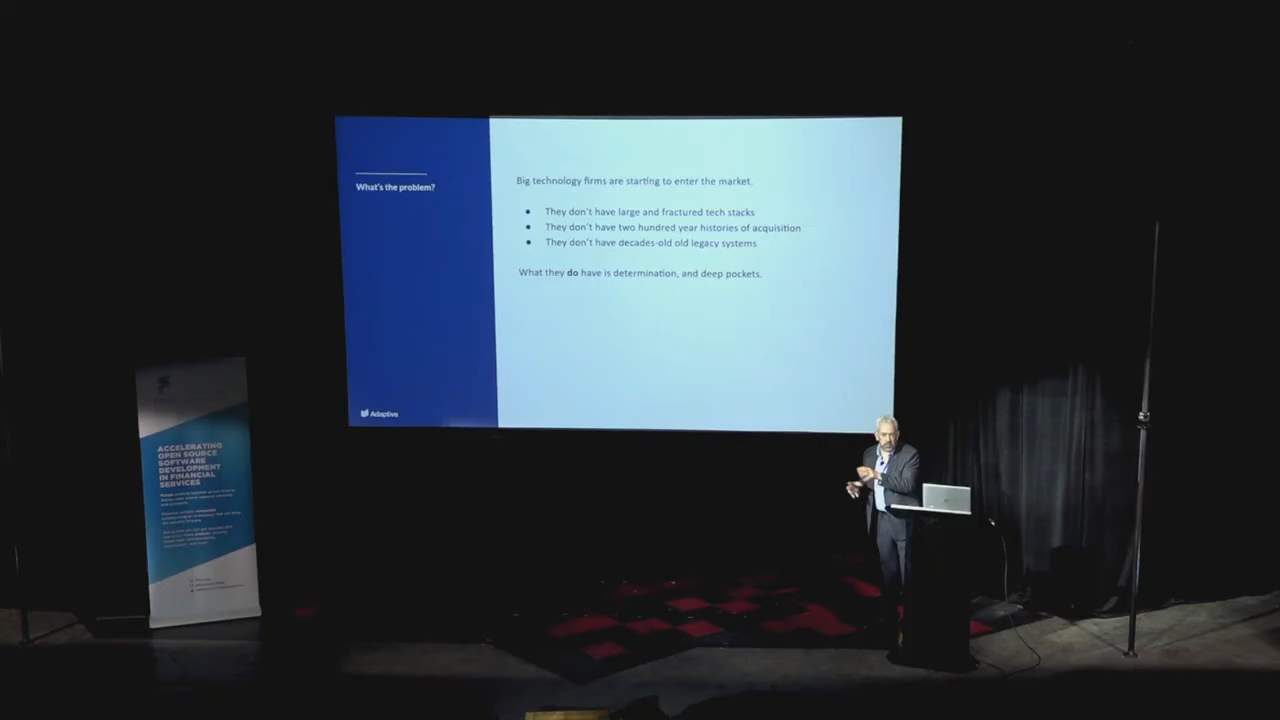 What's the problem?
Big technology firms are starting to enter the market.
● They don't have large and fractured tech stacks
● They don't have two hundred year histories of acquisition
● They don't have decades-old old legacy systems
What they do have is determination, and deep pockets.
Adaptive
ACCELERATING
OPEN SOURCE
SOFTWARE
DEVELOPMENT
IN FINANCIAL
SERVICES